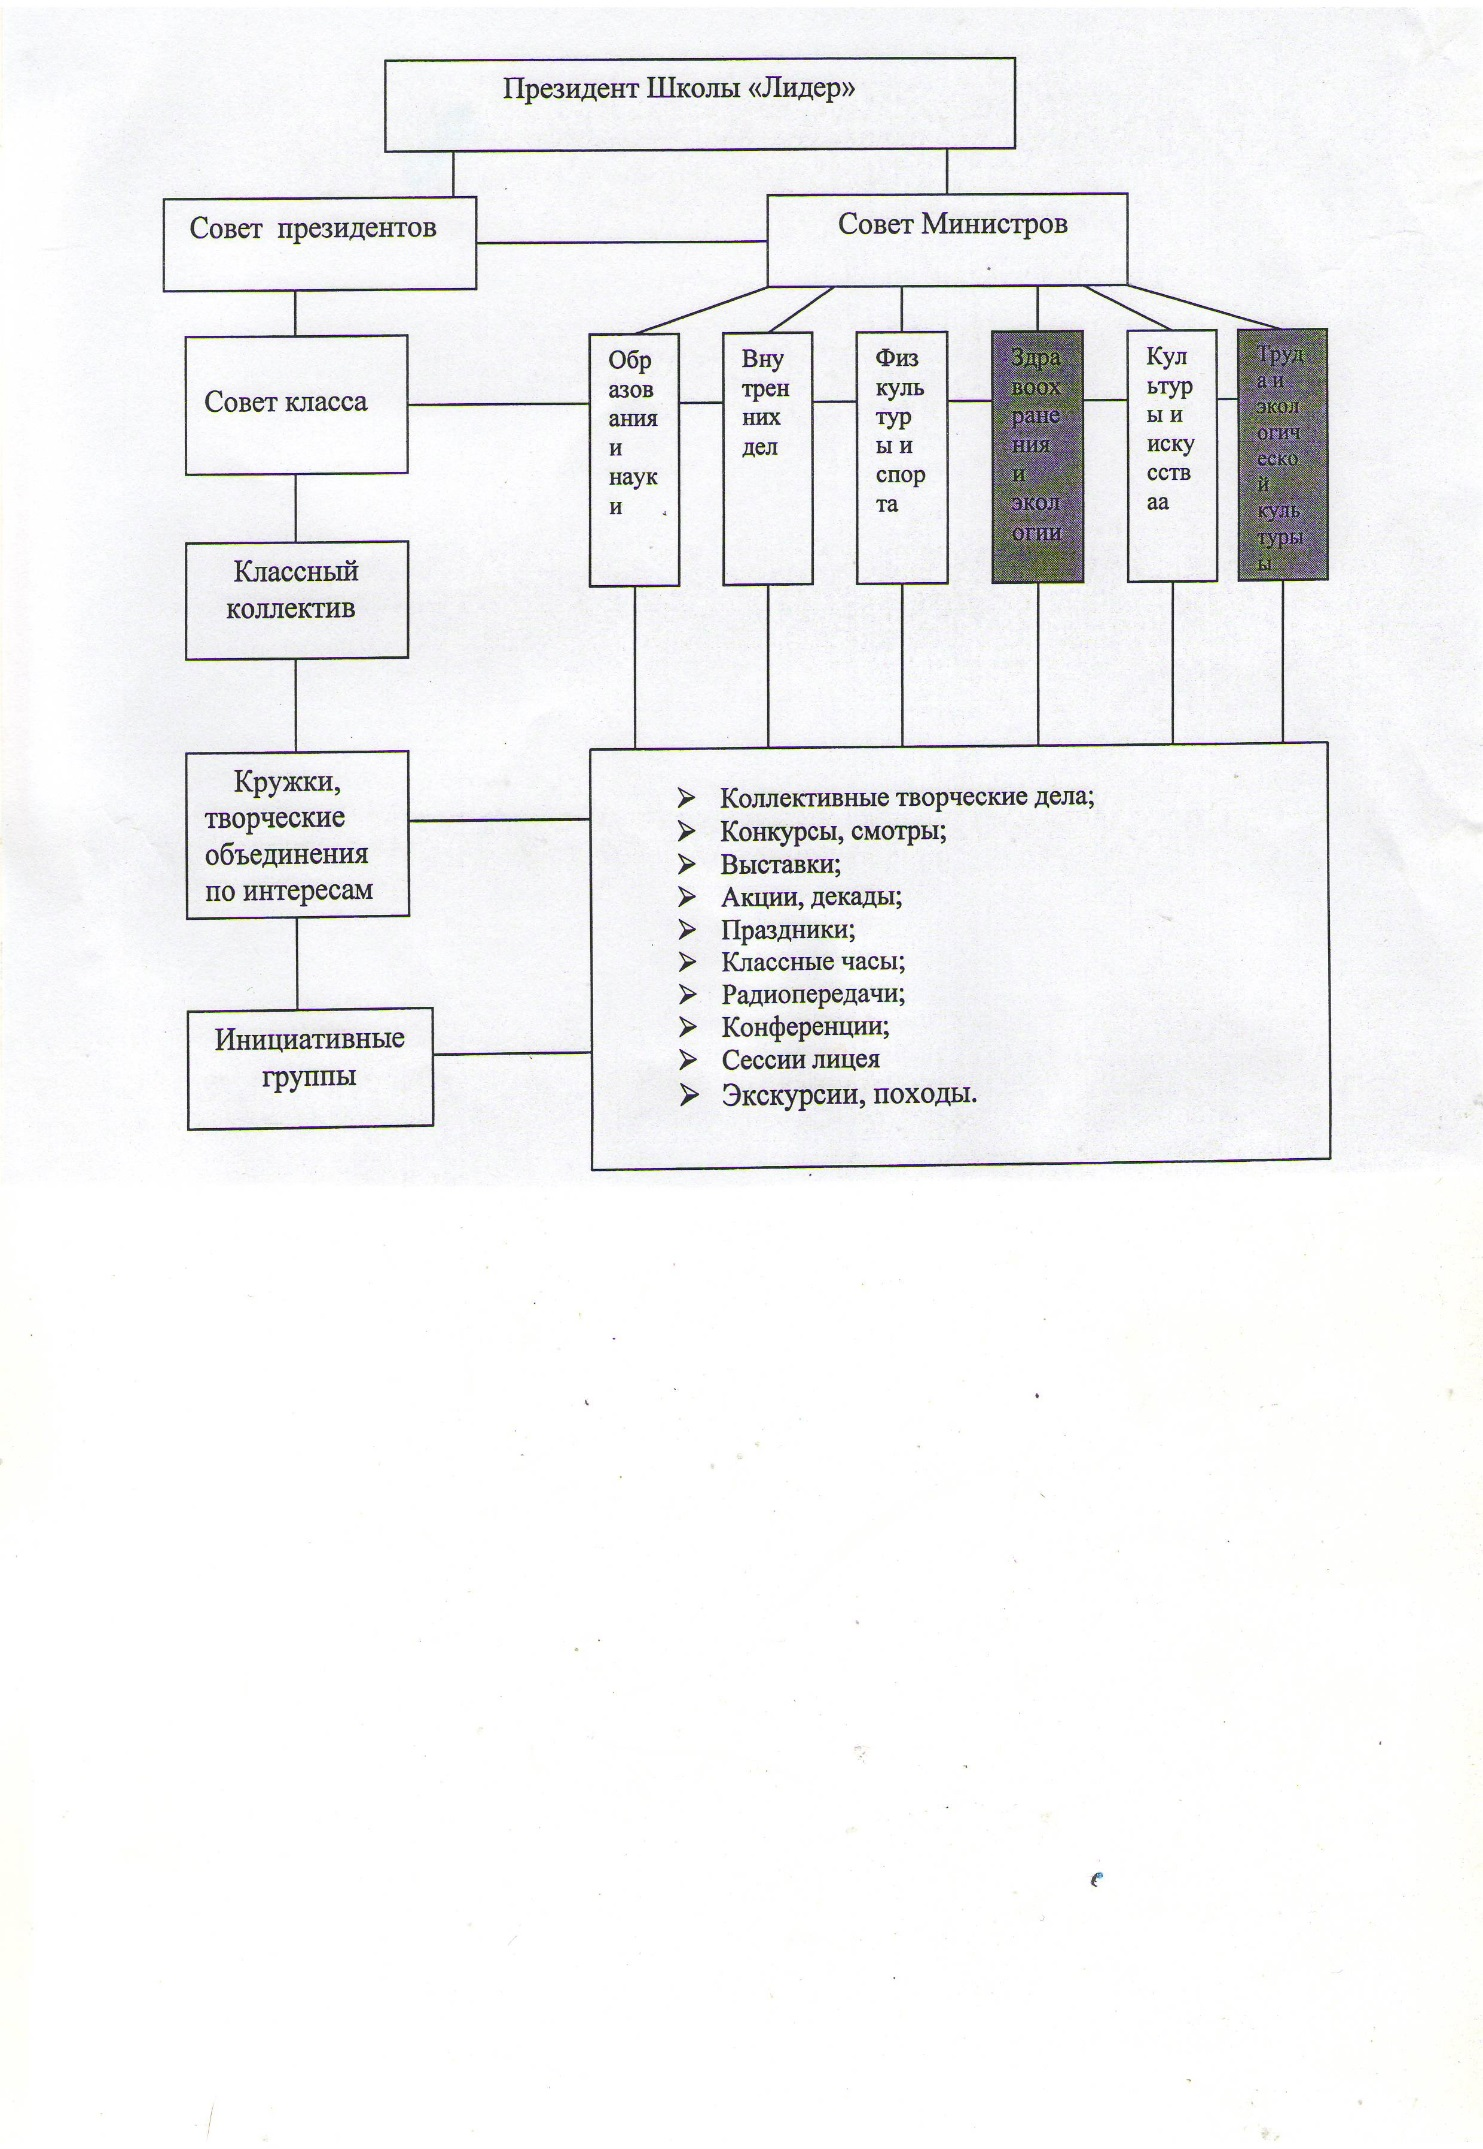 Президент Школы «Лидер»
Совет президентов
Совет Министров
Совет класса
Обр
азов
ания
и
наук
и
Вну
трен
них
дел
Физ
куль
тур
ы и
спор
та
Здра
воох
ране
ния
и
экол
огии
Кул
ьтур
ы и
иску
сств
аа
Труд
а и
экол
огич
еско
й
куль
туры
ы
Классный
коллектив
Кружки,
творческие
объединения
по интересам
Инициативные
группы
➢ Коллективные творческие дела;
➢ Конкурсы, смотры;
➢ Выставки;
➢ Акции, декады;
➢ Праздники;
➢ Классные часы;
➢ Радиопередачи;
➢ Конференции;
➢ Сессии лицея
➢ Экскурсии, походы.